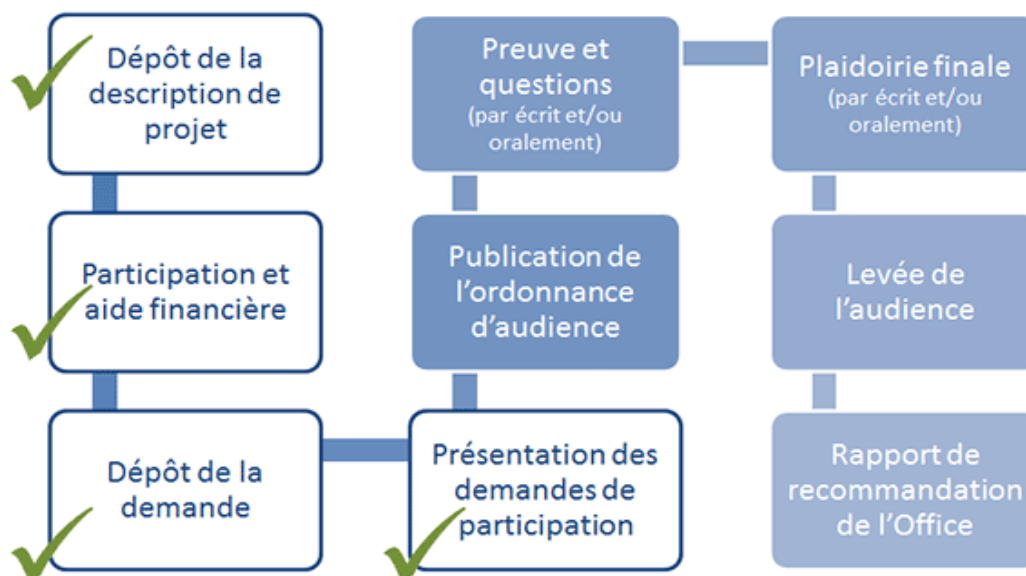 Dépôt de la
description de
projet
Participation et
aide financière
Dépôt de la
demande
Présentation des
demandes de
participation
Publication de
l’ordonnance
d’audience
Preuve et
questions
(par écrit et/ou
oralement)
Plaidoirie finale
(par écrit et/ou
oralement)
Levée de
l’audience
Rapport de
recommandation
de l’Office